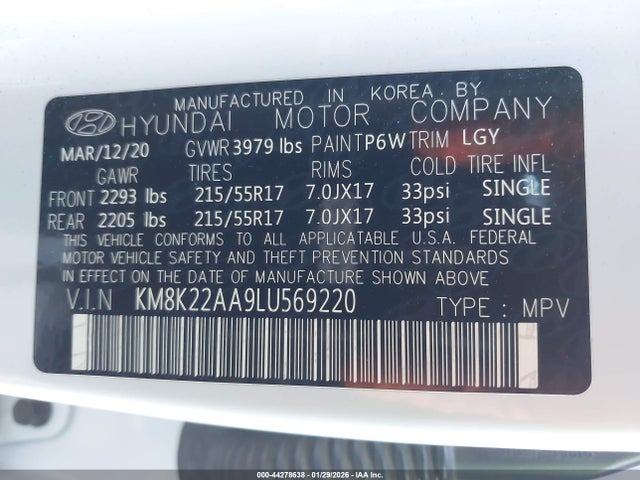 MANUFACTURED IN KOREA BY
HYUNDAI MOTOR COMPANY
MAR/12/20 GVWR 3979 lbs PAINT P6W TRIM LGY
GAWR TIRES RIMS COLD TIRE INFL
FRONT 2293 lbs 215/55R17 7.0JX17 33psi SINGLE
REAR 2205 lbs 215/55R17 7.0JX17 33psi SINGLE
THIS VEHICLE CONFORMS TO ALL APPLICATABLE U.S.A. FEDERAL
MOTOR VEHICLE SAFETY AND THEFT PREVENTION STANDARDS
IN EFFECT ON THE DATE OF MANUFACTURE SHOWN ABOVE.
V.I.N KM8K22AA9LU569220 TYPE : MPV
000-44278638 - 01/29/2026 - IAAI.COM